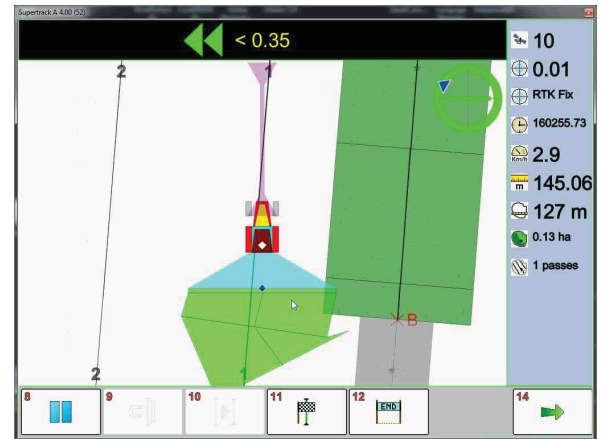 Supertrack A 4.00 (52)
< 0.35
10
0.01
RTK Fix
160255.73
Km/h 2.9
m 145.06
127 m
0.13 ha
1 passes
2
1
B
2
1
8
9
10
11
12
END
14